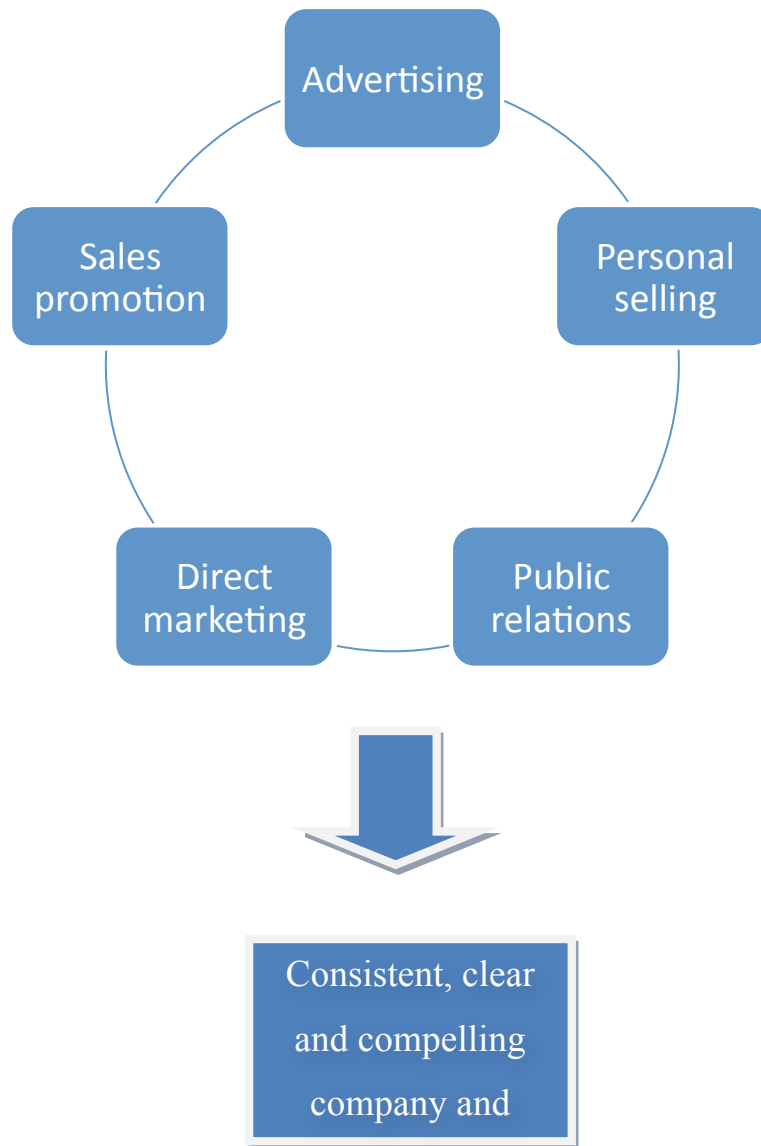 Advertising
Sales
promotion
Personal
selling
Direct
marketing
Public
relations
Consistent, clear
and compelling
company and